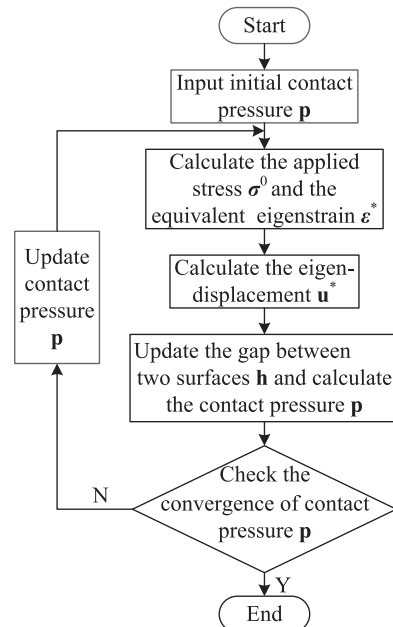 Start
Input initial contact
pressure p
Calculate the applied
stress σ⁰ and the
equivalent eigenstrain ε*
Calculate the eigen-
displacement u*
Update the gap between
two surfaces h and calculate
the contact pressure p
Check the
convergence of contact
pressure p
N
Update
contact
pressure
p
Y
End